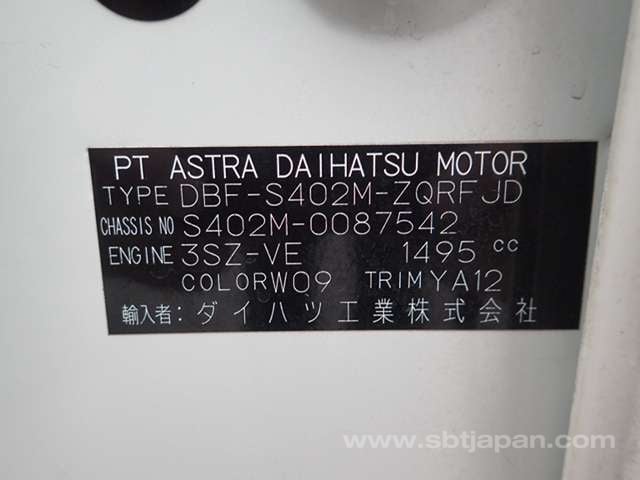 PT ASTRA DAIHATSU MOTOR
TYPE DBF-S402M-ZQRFJD
CHASSIS NO S402M-0087542
ENGINE 3SZ-VE 1495 cc
COLOR W09 TRIM YA12
輸入者: ダイハツ工業株式会社
www.sbtjapan.com